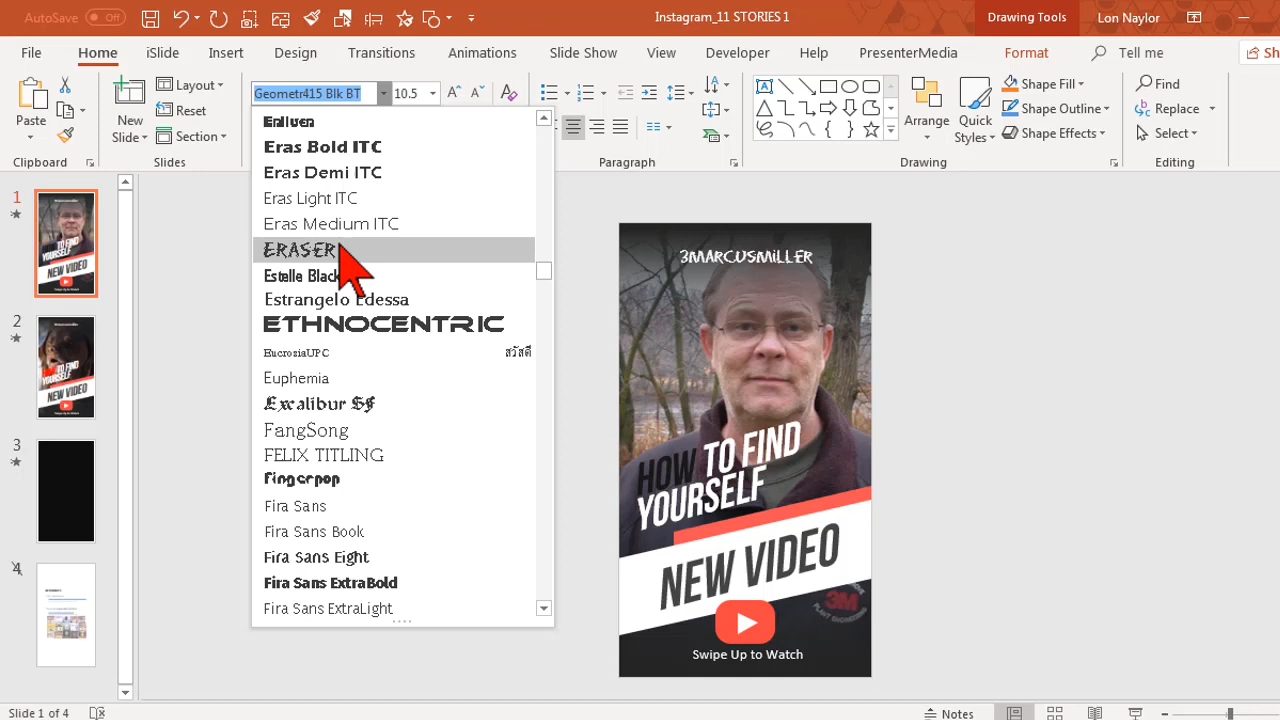 AutoSave Off
Instagram_11 STORIES 1
Drawing Tools
Lon Naylor
File Home iSlide Insert Design Transitions Animations Slide Show View Developer Help PresenterMedia Format Tell me Sh
Paste
Clipboard
New Slide
Layout
Reset
Section
Slides
Geometr415 Blk BT 10.5
Paragraph
Arrange
Quick Styles
Shape Fill
Shape Outline
Shape Effects
Drawing
Find
Replace
Select
Editing
Eras Bold ITC
Eras Demi ITC
Eras Light ITC
Eras Medium ITC
ERASER
Estelle Black
Estrangelo Edessa
ETHNOCENTRIC
EucrosiaUPC สวัสดี
Euphemia
Excalibur SF
FangSong
FELIX TITLING
Fingerpop
Fira Sans
Fira Sans Book
Fira Sans Eight
Fira Sans ExtraBold
Fira Sans ExtraLight
1
2
3
4
NEW VIDEO
3MARCUSMILLER
HOW TO FIND
YOURSELF
NEW VIDEO
3M
PLANT ENGINEERING
Swipe Up to Watch
Slide 1 of 4
Notes